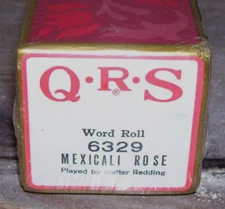 Q·R·S
Word Roll
6329
MEXICALI ROSE
Played by Walter Redding